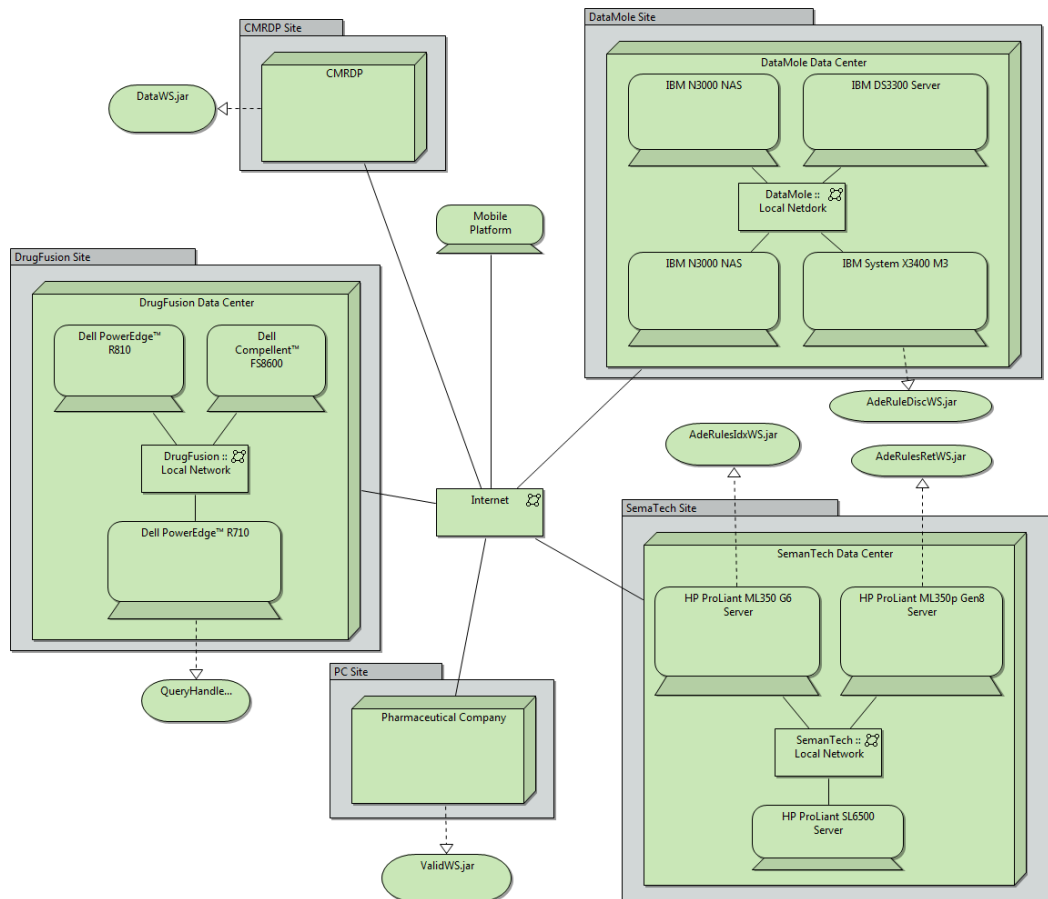 CMRDP Site
CMRDP
DataWS.jar
DataMole Site
DataMole Data Center
IBM N3000 NAS
IBM DS3300 Server
DataMole ::
Local Netdork
IBM N3000 NAS
IBM System X3400 M3
AdeRuleDiscWS.jar
Mobile
Platform
DrugFusion Site
DrugFusion Data Center
Dell PowerEdge™
R810
Dell
Compellent™
FS8600
DrugFusion ::
Local Network
Dell PowerEdge™ R710
QueryHandle...
Internet
AdeRulesIdxWS.jar
AdeRulesRetWS.jar
SemaTech Site
SemanTech Data Center
HP ProLiant ML350 G6
Server
HP ProLiant ML350p Gen8
Server
SemanTech ::
Local Network
HP ProLiant SL6500
Server
PC Site
Pharmaceutical Company
ValidWS.jar